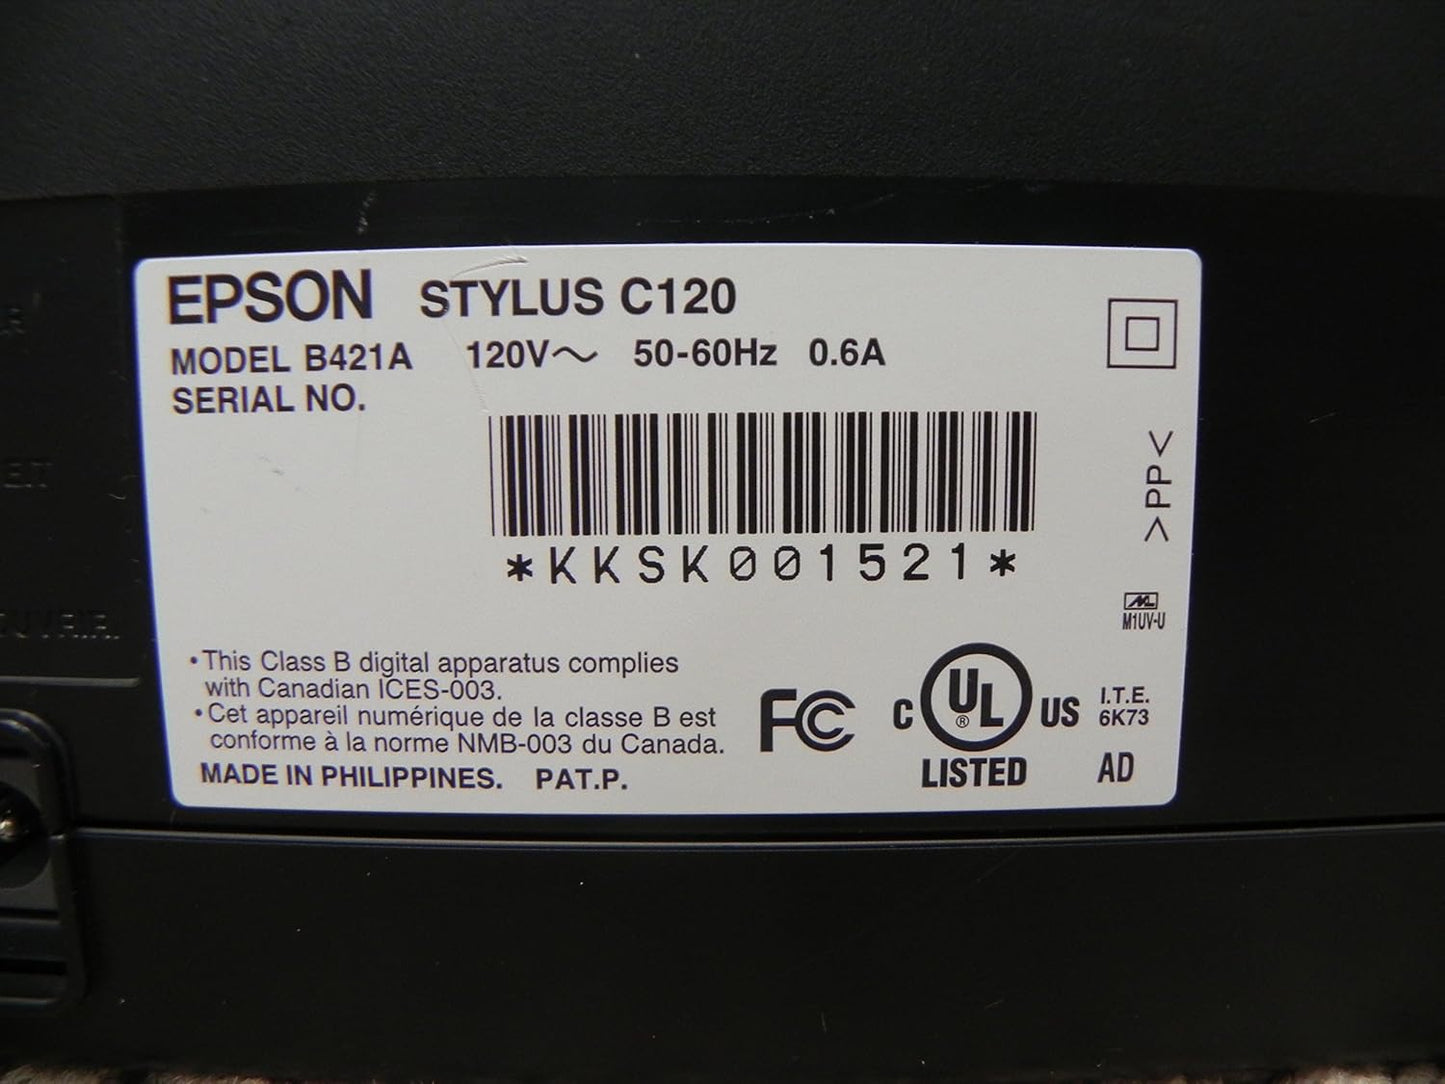 EPSON STYLUS C120
MODEL B421A 120V～ 50-60Hz 0.6A
SERIAL NO.
*KKSK001521*
>PP<
M1UV-U
•This Class B digital apparatus complies
with Canadian ICES-003.
•Cet appareil numérique de la classe B est
conforme à la norme NMB-003 du Canada.
MADE IN PHILIPPINES. PAT.P.
FC
C UL ® US
LISTED
I.T.E.
6K73
AD
OUVRIR